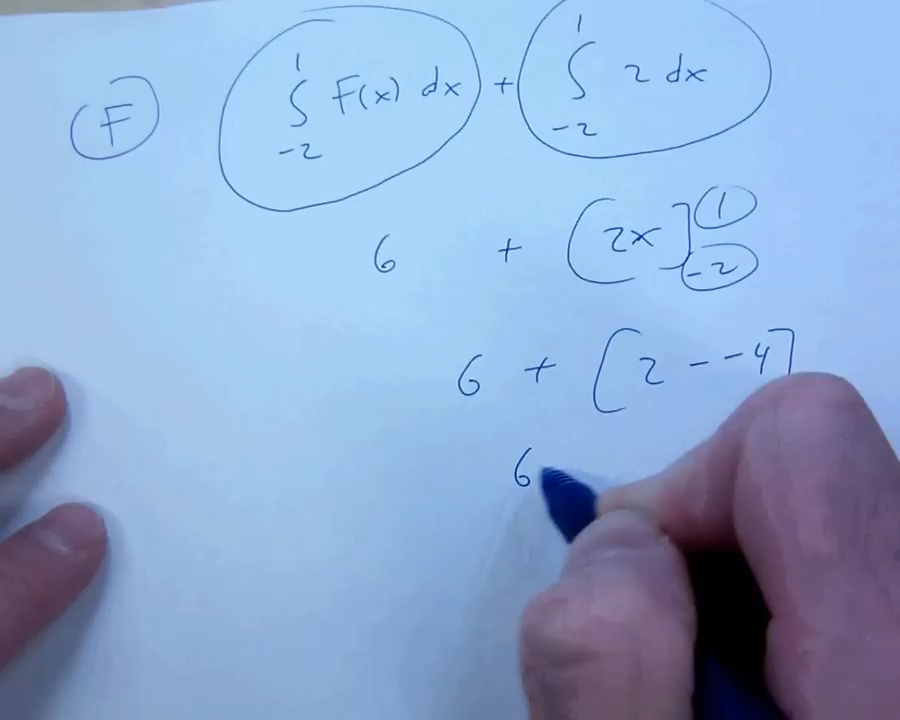 (F) ∫₋₂¹ F(x) dx + ∫₋₂¹ 2 dx
6 + [2x]₋₂¹
6 + [2 - -4]
6